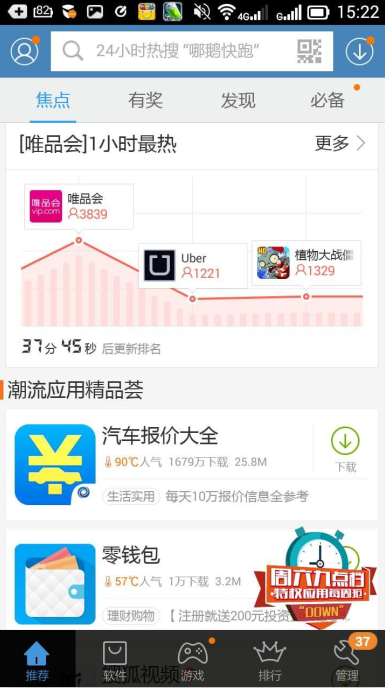 (82) 4G 15:22
24小时热搜“哪鹅快跑”
焦点 有奖 发现 必备
[唯品会]1小时最热 更多
唯品会 vip.com 唯品会 3839
Uber 1221
HD 植物大战僵 1329
37分45秒 后更新排名
潮流应用精品荟
汽车报价大全
90℃人气 1679万下载 25.8M
下载
生活实用 每天10万报价信息全参考
零钱包
57℃人气 1万下载 3.2M
理财购物 【注册就送200元投资
周六九点档
特权应用每周抢
"DOWN"
37
推荐 软件 游戏 排行 管理
狐视频